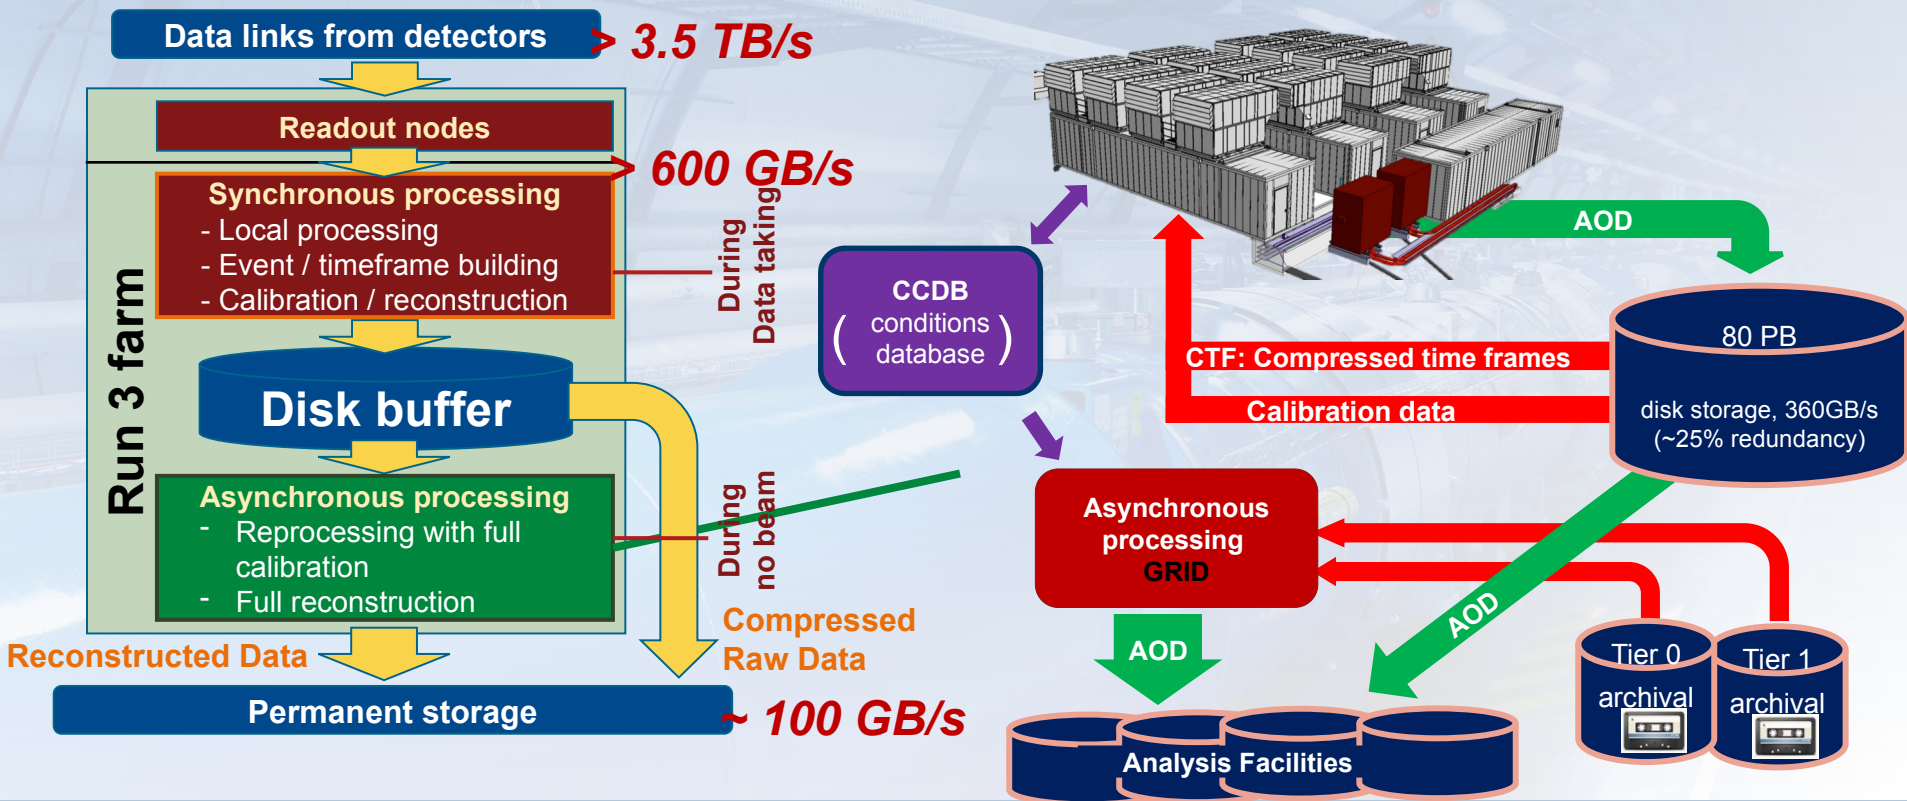 Data links from detectors
> 3.5 TB/s
Readout nodes
> 600 GB/s
Synchronous processing
- Local processing
- Event / timeframe building
- Calibration / reconstruction
During
Data taking
Run 3 farm
Disk buffer
Asynchronous processing
- Reprocessing with full
calibration
- Full reconstruction
During
no beam
Reconstructed Data
Compressed
Raw Data
Permanent storage
~ 100 GB/s
CCDB
( conditions
database )
AOD
80 PB
disk storage, 360GB/s
(~25% redundancy)
CTF: Compressed time frames
Calibration data
Asynchronous
processing
GRID
AOD
AOD
Tier 0
archival
Tier 1
archival
Analysis Facilities